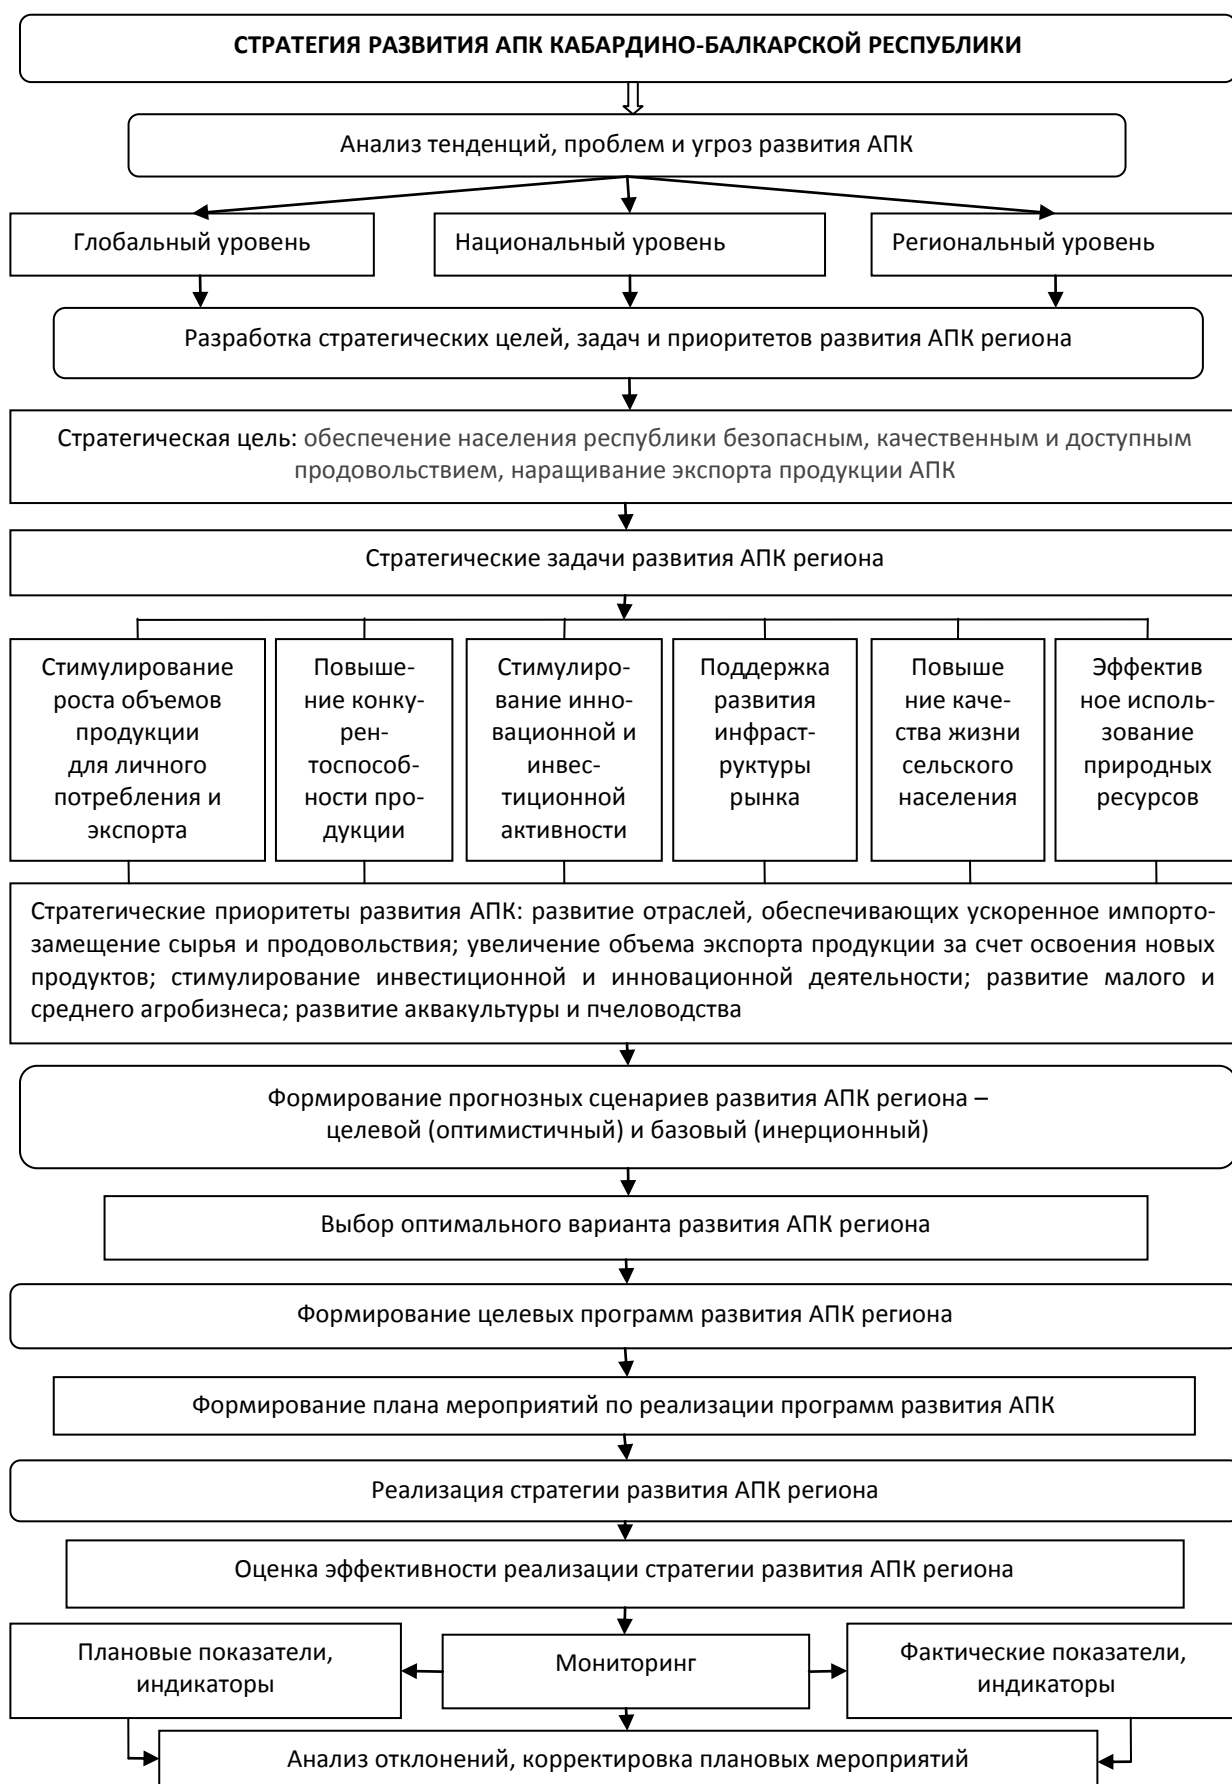 СТРАТЕГИЯ РАЗВИТИЯ АПК КАБАРДИНО-БАЛКАРСКОЙ РЕСПУБЛИКИ
Анализ тенденций, проблем и угроз развития АПК
Глобальный уровень
Национальный уровень
Региональный уровень
Разработка стратегических целей, задач и приоритетов развития АПК региона
Стратегическая цель: обеспечение населения республики безопасным, качественным и доступным
продовольствием, наращивание экспорта продукции АПК
Стратегические задачи развития АПК региона
Стимулирование
роста объемов
продукции
для личного
потребления и
экспорта
Повыше-
ние конку-
рен-
тоспособ-
ности про-
дукции
Стимулиро-
вание инно-
вационной и
инвес-
тиционной
активности
Поддержка
развития
инфраст-
руктуры
рынка
Повыше
ние каче-
ства жизни
сельского
населения
Эффектив
ное исполь-
зование
природных
ресурсов
Стратегические приоритеты развития АПК: развитие отраслей, обеспечивающих ускоренное импорто-
замещение сырья и продовольствия; увеличение объема экспорта продукции за счет освоения новых
продуктов; стимулирование инвестиционной и инновационной деятельности; развитие малого и
среднего агробизнеса; развитие аквакультуры и пчеловодства
Формирование прогнозных сценариев развития АПК региона –
целевой (оптимистичный) и базовый (инерционный)
Выбор оптимального варианта развития АПК региона
Формирование целевых программ развития АПК региона
Формирование плана мероприятий по реализации программ развития АПК
Реализация стратегии развития АПК региона
Оценка эффективности реализации стратегии развития АПК региона
Плановые показатели,
индикаторы
Мониторинг
Фактические показатели,
индикаторы
Анализ отклонений, корректировка плановых мероприятий